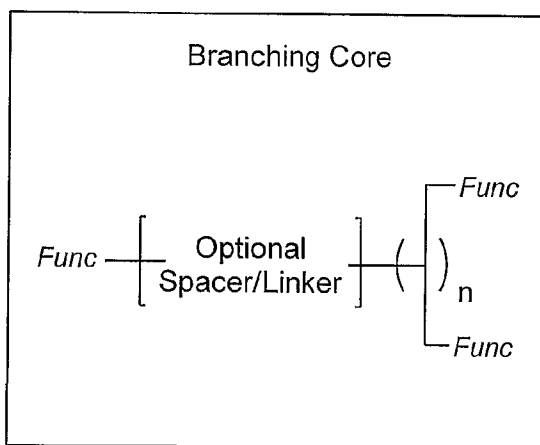 Branching Core
Func
Optional
Func
Spacer/Linker
( )
n
Func